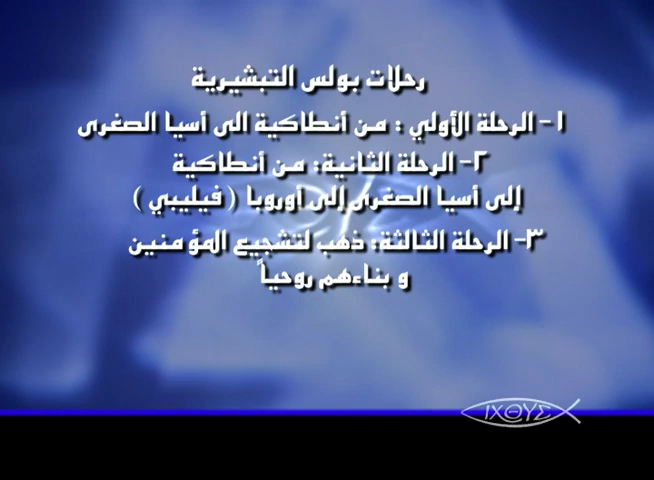 رحلات بولس التبشيرية
١- الرحلة الأولي : من أنطاكية الى أسيا الصغرى
٢- الرحلة الثانية: من أنطاكية
إلى أسيا الصغرى إلى أوروبا ( فيليبي )
٣- الرحلة الثالثة: ذهب لتشجيع المؤمنين
و بناءهم روحياً
ΙΧΘΥΣ